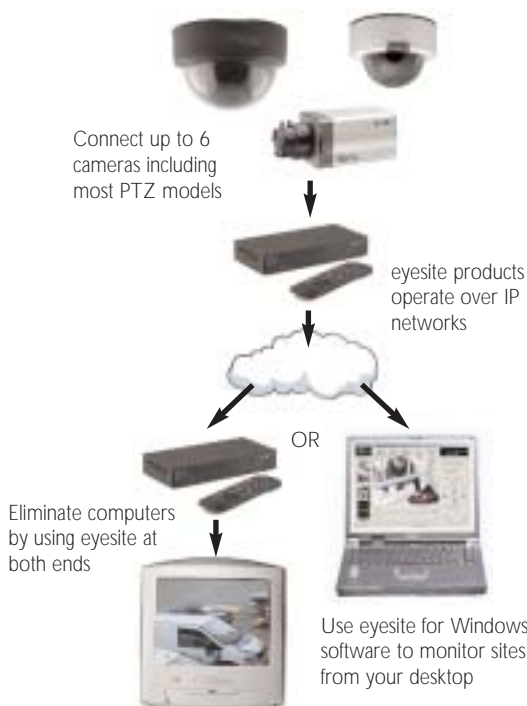 Connect up to 6
cameras including
most PTZ models
eyesite products
operate over IP
networks
OR
Eliminate computers
by using eyesite at
both ends
Use eyesite for Windows
software to monitor sites
from your desktop